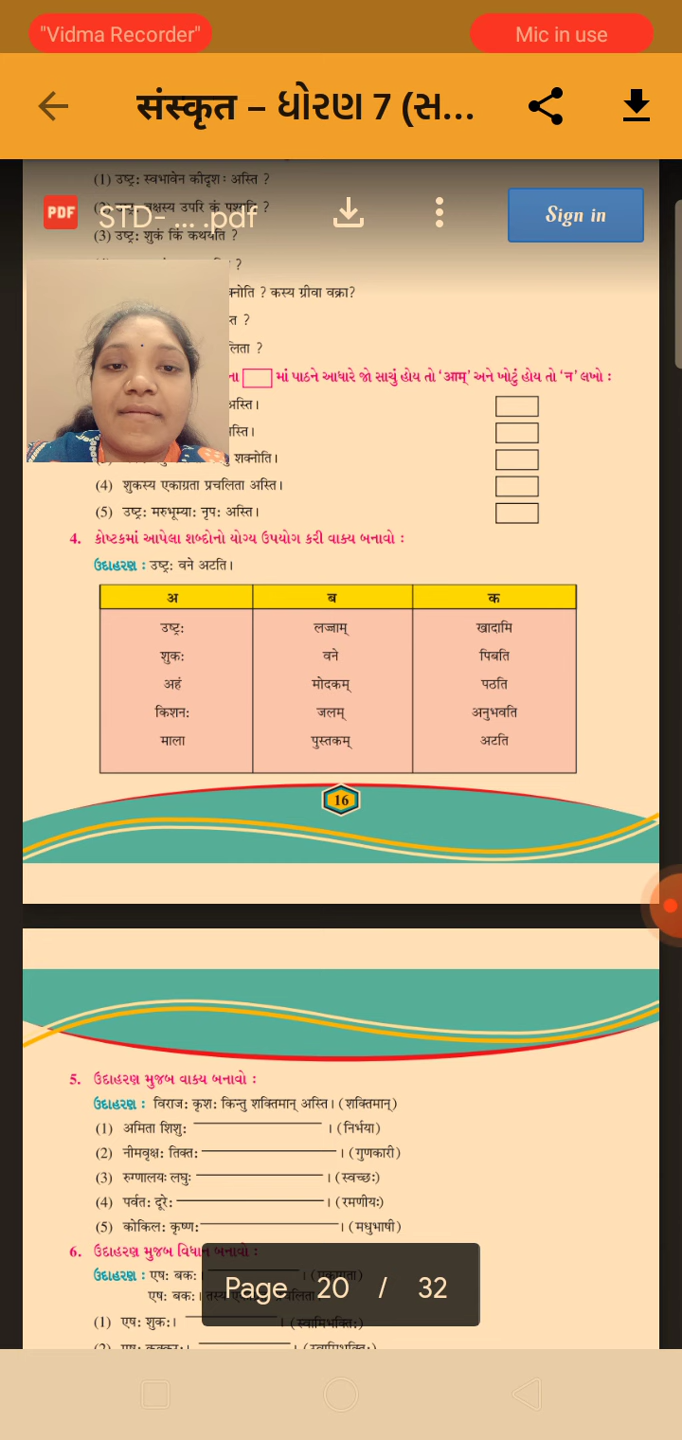 "Vidma Recorder"
Mic in use
संस्कृत – ધોરણ 7 (સ...
(1) उष्ट्र: स्वभावेन कीदृशः अस्ति ?
PDF STD- ... .pdf
Sign in
(3) उष्ट्र: शुकं किं कथयति ?
?
क्नोति ? कस्य ग्रीवा वक्रा?
?
लिता ?
ના માં પાઠને આધારે જો સાચું હોય તો ‘आम्’ અને ખોટું હોય તો ‘न’ લખો :
अस्ति।
स्ति।
शक्नोति।
(4) शुकस्य एकाग्रता प्रचलिता अस्ति।
(5) उष्ट्र: मरुभूम्या: नृप: अस्ति।
4. કોષ્ટકમાં આપેલા શબ્દોનો યોગ્ય ઉપયોગ કરી વાક્ય બનાવો :
ઉદાહરણ : उष्ट्र: वने अटति।
अ ब क
उष्ट्र: लज्जाम् खादामि
शुक: वने पिबति
अहं मोदकम् पठति
किशन: जलम् अनुभवति
माला पुस्तकम् अटति
16
5. ઉદાહરણ મુજબ વાક્ય બનાવો :
ઉદાહરણ : विराज: कृश: किन्तु शक्तिमान् अस्ति। (शक्तिमान्)
(1) अमिता शिशु: । (निर्भया)
(2) नीमवृक्ष: तिक्त: । (गुणकारी)
(3) रुग्णालयः लघुः । (स्वच्छः)
(4) पर्वत: दूरे: । (रमणीय:)
(5) कोकिल: कृष्ण: । (मधुभाषी)
6. ઉદાહરણ મુજબ વિધાન બનાવો :
ઉદાહરણ : एष: बक: ।
एष: बक: ।
Page 20 / 32
(1) एष: शुक:। । (स्वामिभक्ति:)